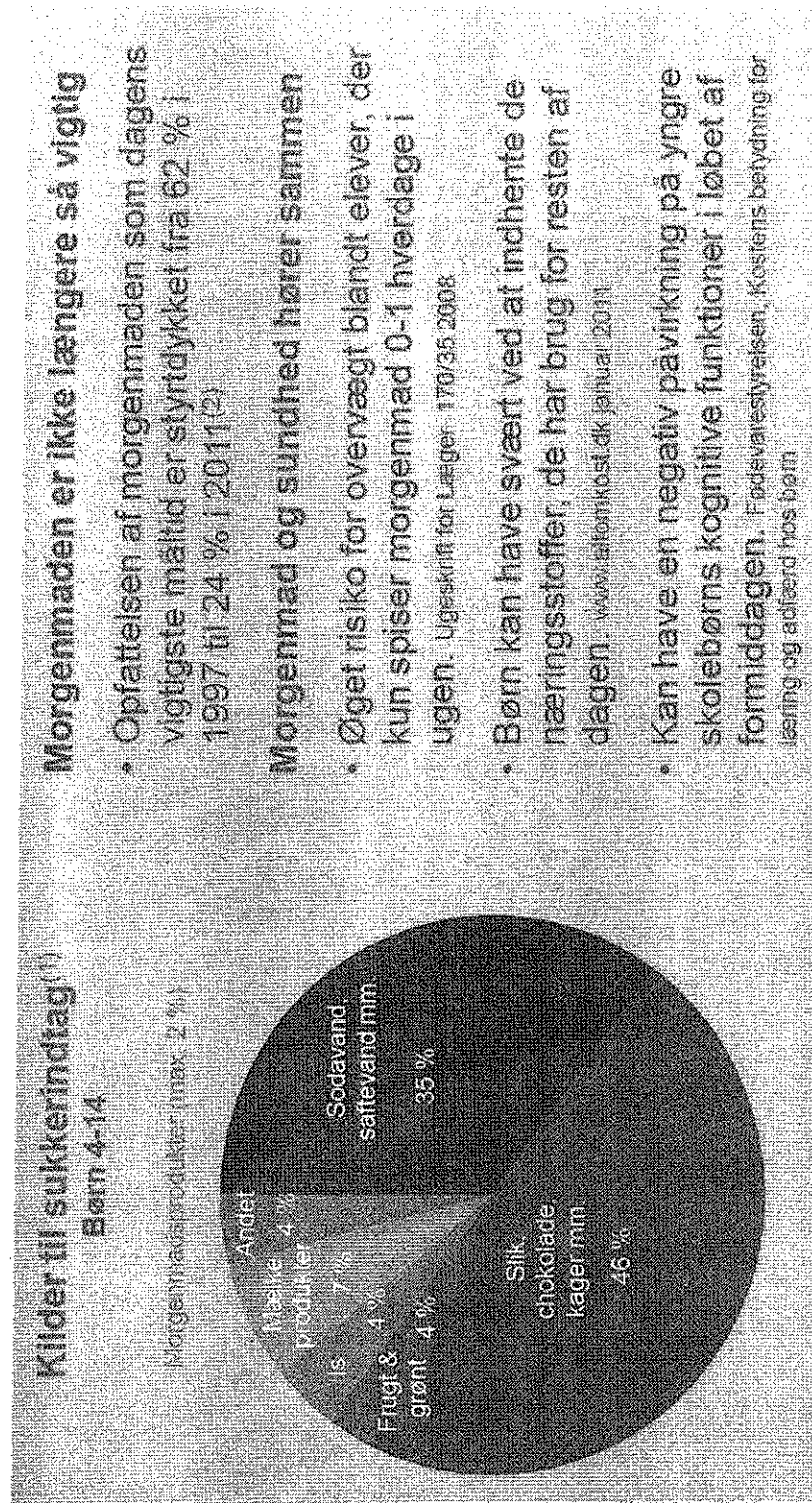 Kilder til sukkerindtag(1)
Børn 4-14
Morgenmadsprodukter (max. 2 %)
Andet
4 %
Mælke
produkter
7 %
Is
4 %
Frugt &
grønt 4 %
Sodavand
saftevand mm.
35 %
Slik,
chokolade
kager mm.
46 %
Morgenmaden er ikke længere så vigtig
• Opfattelsen af morgenmaden som dagens
vigtigste måltid er styrtdykket fra 62 % i
1997 til 24 % i 2011(2)
Morgenmad og sundhed hører sammen
• Øget risiko for overvægt blandt elever, der
kun spiser morgenmad 0-1 hverdage i
ugen. Ugeskrift for Læger 170/35 2008
• Børn kan have svært ved at indhente de
næringsstoffer, de har brug for resten af
dagen. www.altomkost.dk januar 2011
• Kan have en negativ påvirkning på yngre
skolebørns kognitive funktioner i løbet af
formiddagen. Fødevarestyrelsen, Kostens betydning for
læring og adfærd hos børn